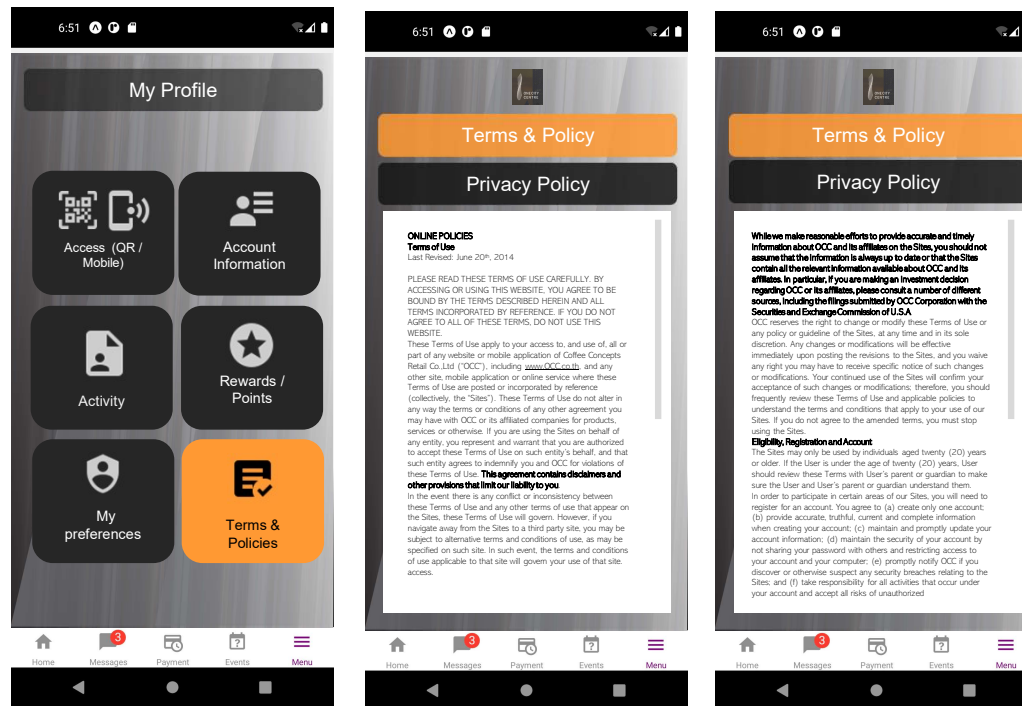 6:51
My Profile
Access (QR /
Mobile)
Account
Information
Activity
Rewards /
Points
My
preferences
Terms &
Policies
3
Home
Messages
Payment
Events
Menu
6:51
ONECOT
CENTRE
Terms & Policy
Privacy Policy
ONLINE POLICIES
Terms of Use
Last Revised: June 20th, 2014
PLEASE READ THESE TERMS OF USE CAREFULLY. BY
ACCESSING OR USING THIS WEBSITE, YOU AGREE TO BE
BOUND BY THE TERMS DESCRIBED HEREIN AND ALL
TERMS INCORPORATED BY REFERENCE. IF YOU DO NOT
AGREE TO ALL OF THESE TERMS, DO NOT USE THIS
WEBSITE.
These Terms of Use apply to your access to, and use of, all or
part of any website or mobile application of Coffee Concepts
Retail Co.,Ltd ("OCC"), including www.OCC.co.th, and any
other site, mobile application or online service where these
Terms of Use are posted or incorporated by reference
(collectively, the "Sites"). These Terms of Use do not alter in
any way the terms or conditions of any other agreement you
may have with OCC or its affiliated companies for products,
services or otherwise. If you are using the Sites on behalf of
any entity, you represent and warrant that you are authorized
to accept these Terms of Use on such entity's behalf, and that
such entity agrees to indemnify you and OCC for violations of
these Terms of Use. This agreement contains disclaimers and
other provisions that limit our liability to you.
In the event there is any conflict or inconsistency between
these Terms of Use and any other terms of use that appear on
the Sites, these Terms of Use will govern. However, if you
navigate away from the Sites to a third party site, you may be
subject to alternative terms and conditions of use, as may be
specified on such site. In such event, the terms and conditions
of use applicable to that site will govern your use of that site.
access.
3
Home
Messages
Payment
Events
Menu
6:51
ONECOT
CENTRE
Terms & Policy
Privacy Policy
While we make reasonable efforts to provide accurate and timely
information about OCC and its affiliates on the Sites, you should not
assume that the information is always up to date or that the Sites
contain all the relevant information available about OCC and its
affiliates. In particular, if you are making an investment decision
regarding OCC or its affiliates, please consult a number of different
sources, including the filings submitted by OCC Corporation with the
Securities and Exchange Commission of U.S.A
OCC reserves the right to change or modify these Terms of Use or
any policy or guideline of the Sites, at any time and in its sole
discretion. Any changes or modifications will be effective
immediately upon posting the revisions to the Sites, and you waive
any right you may have to receive specific notice of such changes
or modifications. Your continued use of the Sites will confirm your
acceptance of such changes or modifications; therefore, you should
frequently review these Terms of Use and applicable policies to
understand the terms and conditions that apply to your use of our
Sites. If you do not agree to the amended terms, you must stop
using the Sites.
Eligibility, Registration and Account
The Sites may only be used by individuals aged twenty (20) years
or older. If the User is under the age of twenty (20) years, User
should review these Terms with User's parent or guardian to make
sure the User and User's parent or guardian understand them.
In order to participate in certain areas of our Sites, you will need to
register for an account. You agree to (a) create only one account;
(b) provide accurate, truthful, current and complete information
when creating your account; (c) maintain and promptly update your
account information; (d) maintain the security of your account by
not sharing your password with others and restricting access to
your account and your computer; (e) promptly notify OCC if you
discover or otherwise suspect any security breaches relating to the
Sites; and (f) take responsibility for all activities that occur under
your account and accept all risks of unauthorized
3
Home
Messages
Payment
Events
Menu